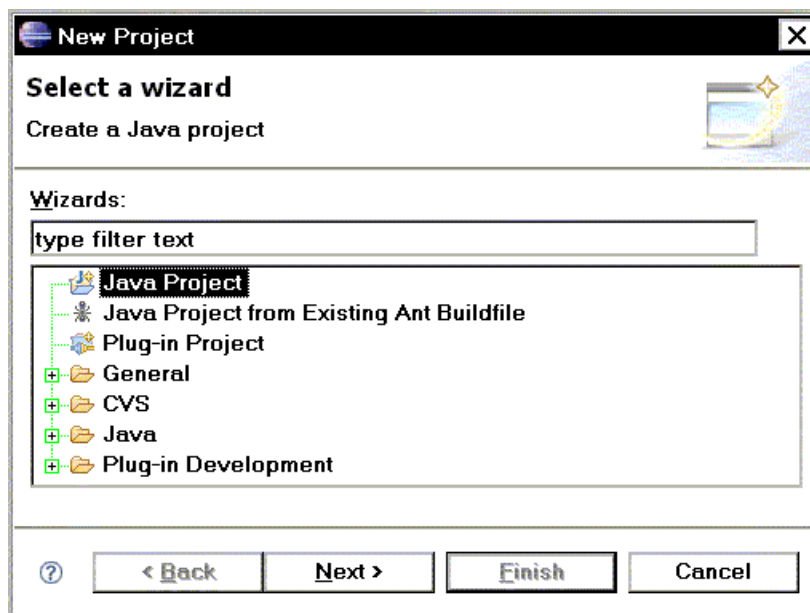 New Project
Select a wizard
Create a Java project
Wizards:
type filter text
Java Project
Java Project from Existing Ant Buildfile
Plug-in Project
General
CVS
Java
Plug-in Development
? < Back Next > Finish Cancel